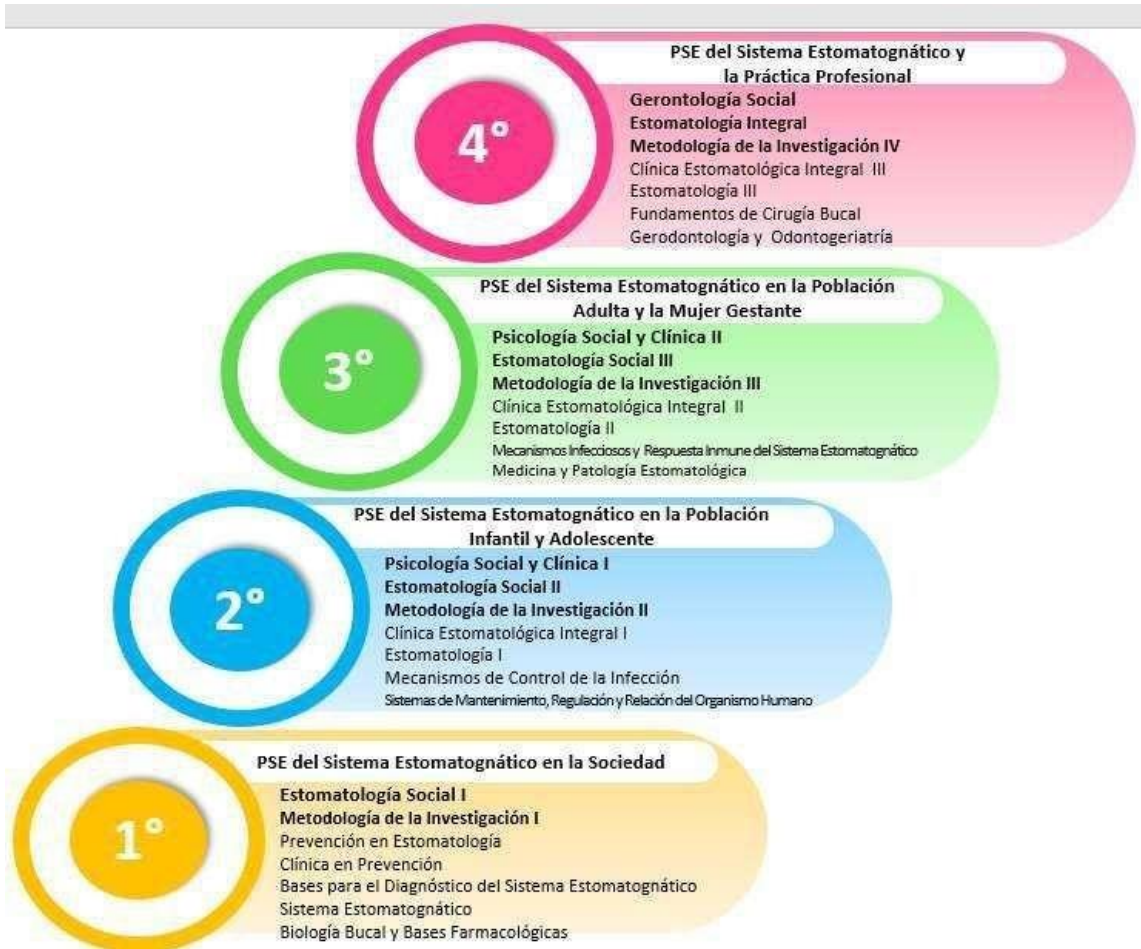 4°
PSE del Sistema Estomatognático y
la Práctica Profesional
Gerontología Social
Estomatología Integral
Metodología de la Investigación IV
Clínica Estomatológica Integral III
Estomatología III
Fundamentos de Cirugía Bucal
Gerodontología y Odontogeriatría
3°
PSE del Sistema Estomatognático en la Población
Adulta y la Mujer Gestante
Psicología Social y Clínica II
Estomatología Social III
Metodología de la Investigación III
Clínica Estomatológica Integral II
Estomatología II
Mecanismos Infecciosos y Respuesta Inmune del Sistema Estomatognático
Medicina y Patología Estomatológica
2°
PSE del Sistema Estomatognático en la Población
Infantil y Adolescente
Psicología Social y Clínica I
Estomatología Social II
Metodología de la Investigación II
Clínica Estomatológica Integral I
Estomatología I
Mecanismos de Control de la Infección
Sistemas de Mantenimiento, Regulación y Relación del Organismo Humano
1°
PSE del Sistema Estomatognático en la Sociedad
Estomatología Social I
Metodología de la Investigación I
Prevención en Estomatología
Clínica en Prevención
Bases para el Diagnóstico del Sistema Estomatognático
Sistema Estomatognático
Biología Bucal y Bases Farmacológicas